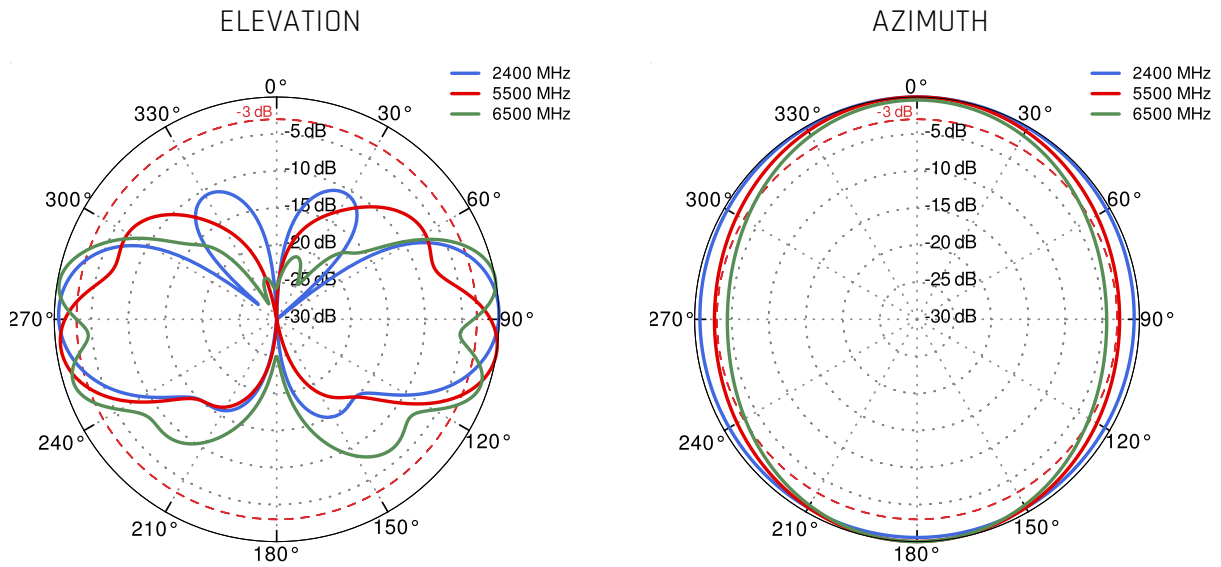 ELEVATION
2400 MHz
5500 MHz
6500 MHz
0°
30°
60°
90°
120°
150°
180°
210°
240°
270°
300°
330°
-3 dB
-5 dB
-10 dB
-15 dB
-20 dB
-25 dB
-30 dB
AZIMUTH
2400 MHz
5500 MHz
6500 MHz
0°
30°
60°
90°
120°
150°
180°
210°
240°
270°
300°
330°
-3 dB
-5 dB
-10 dB
-15 dB
-20 dB
-25 dB
-30 dB